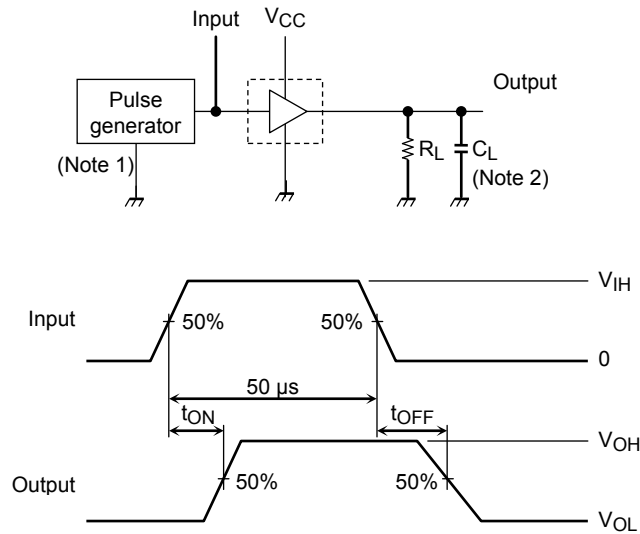 Input
VCC
Output
Pulse
generator
(Note 1)
RL
CL
(Note 2)
VIH
Input
50%
50%
0
50 µs
tON
tOFF
VOH
Output
50%
50%
VOL